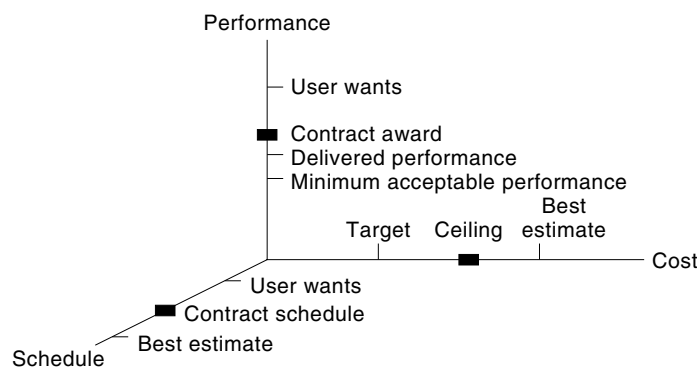 Performance
User wants
Contract award
Delivered performance
Minimum acceptable performance
Best
Target Ceiling estimate
Cost
User wants
Contract schedule
Best estimate
Schedule